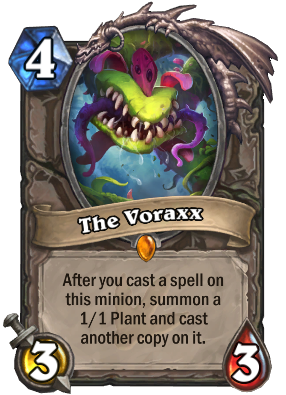 4
The Voraxx
After you cast a spell on
this minion, summon a
1/1 Plant and cast
another copy on it.
3
3